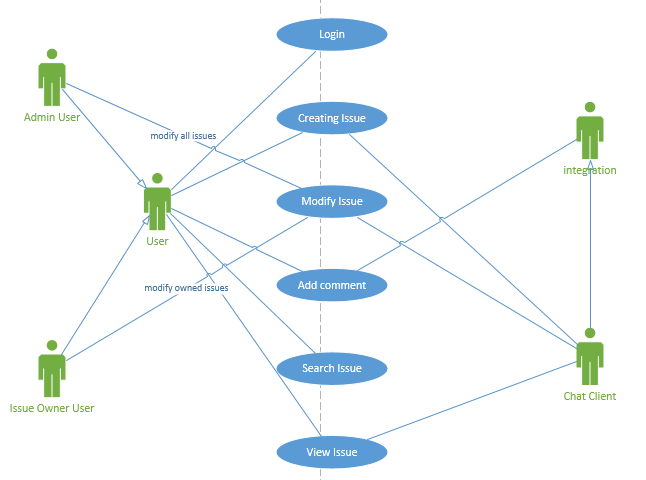 Login
Admin User
Creating Issue
modify all issues
integration
Modify Issue
User
Add comment
modify owned issues
Search Issue
Chat Client
Issue Owner User
View Issue